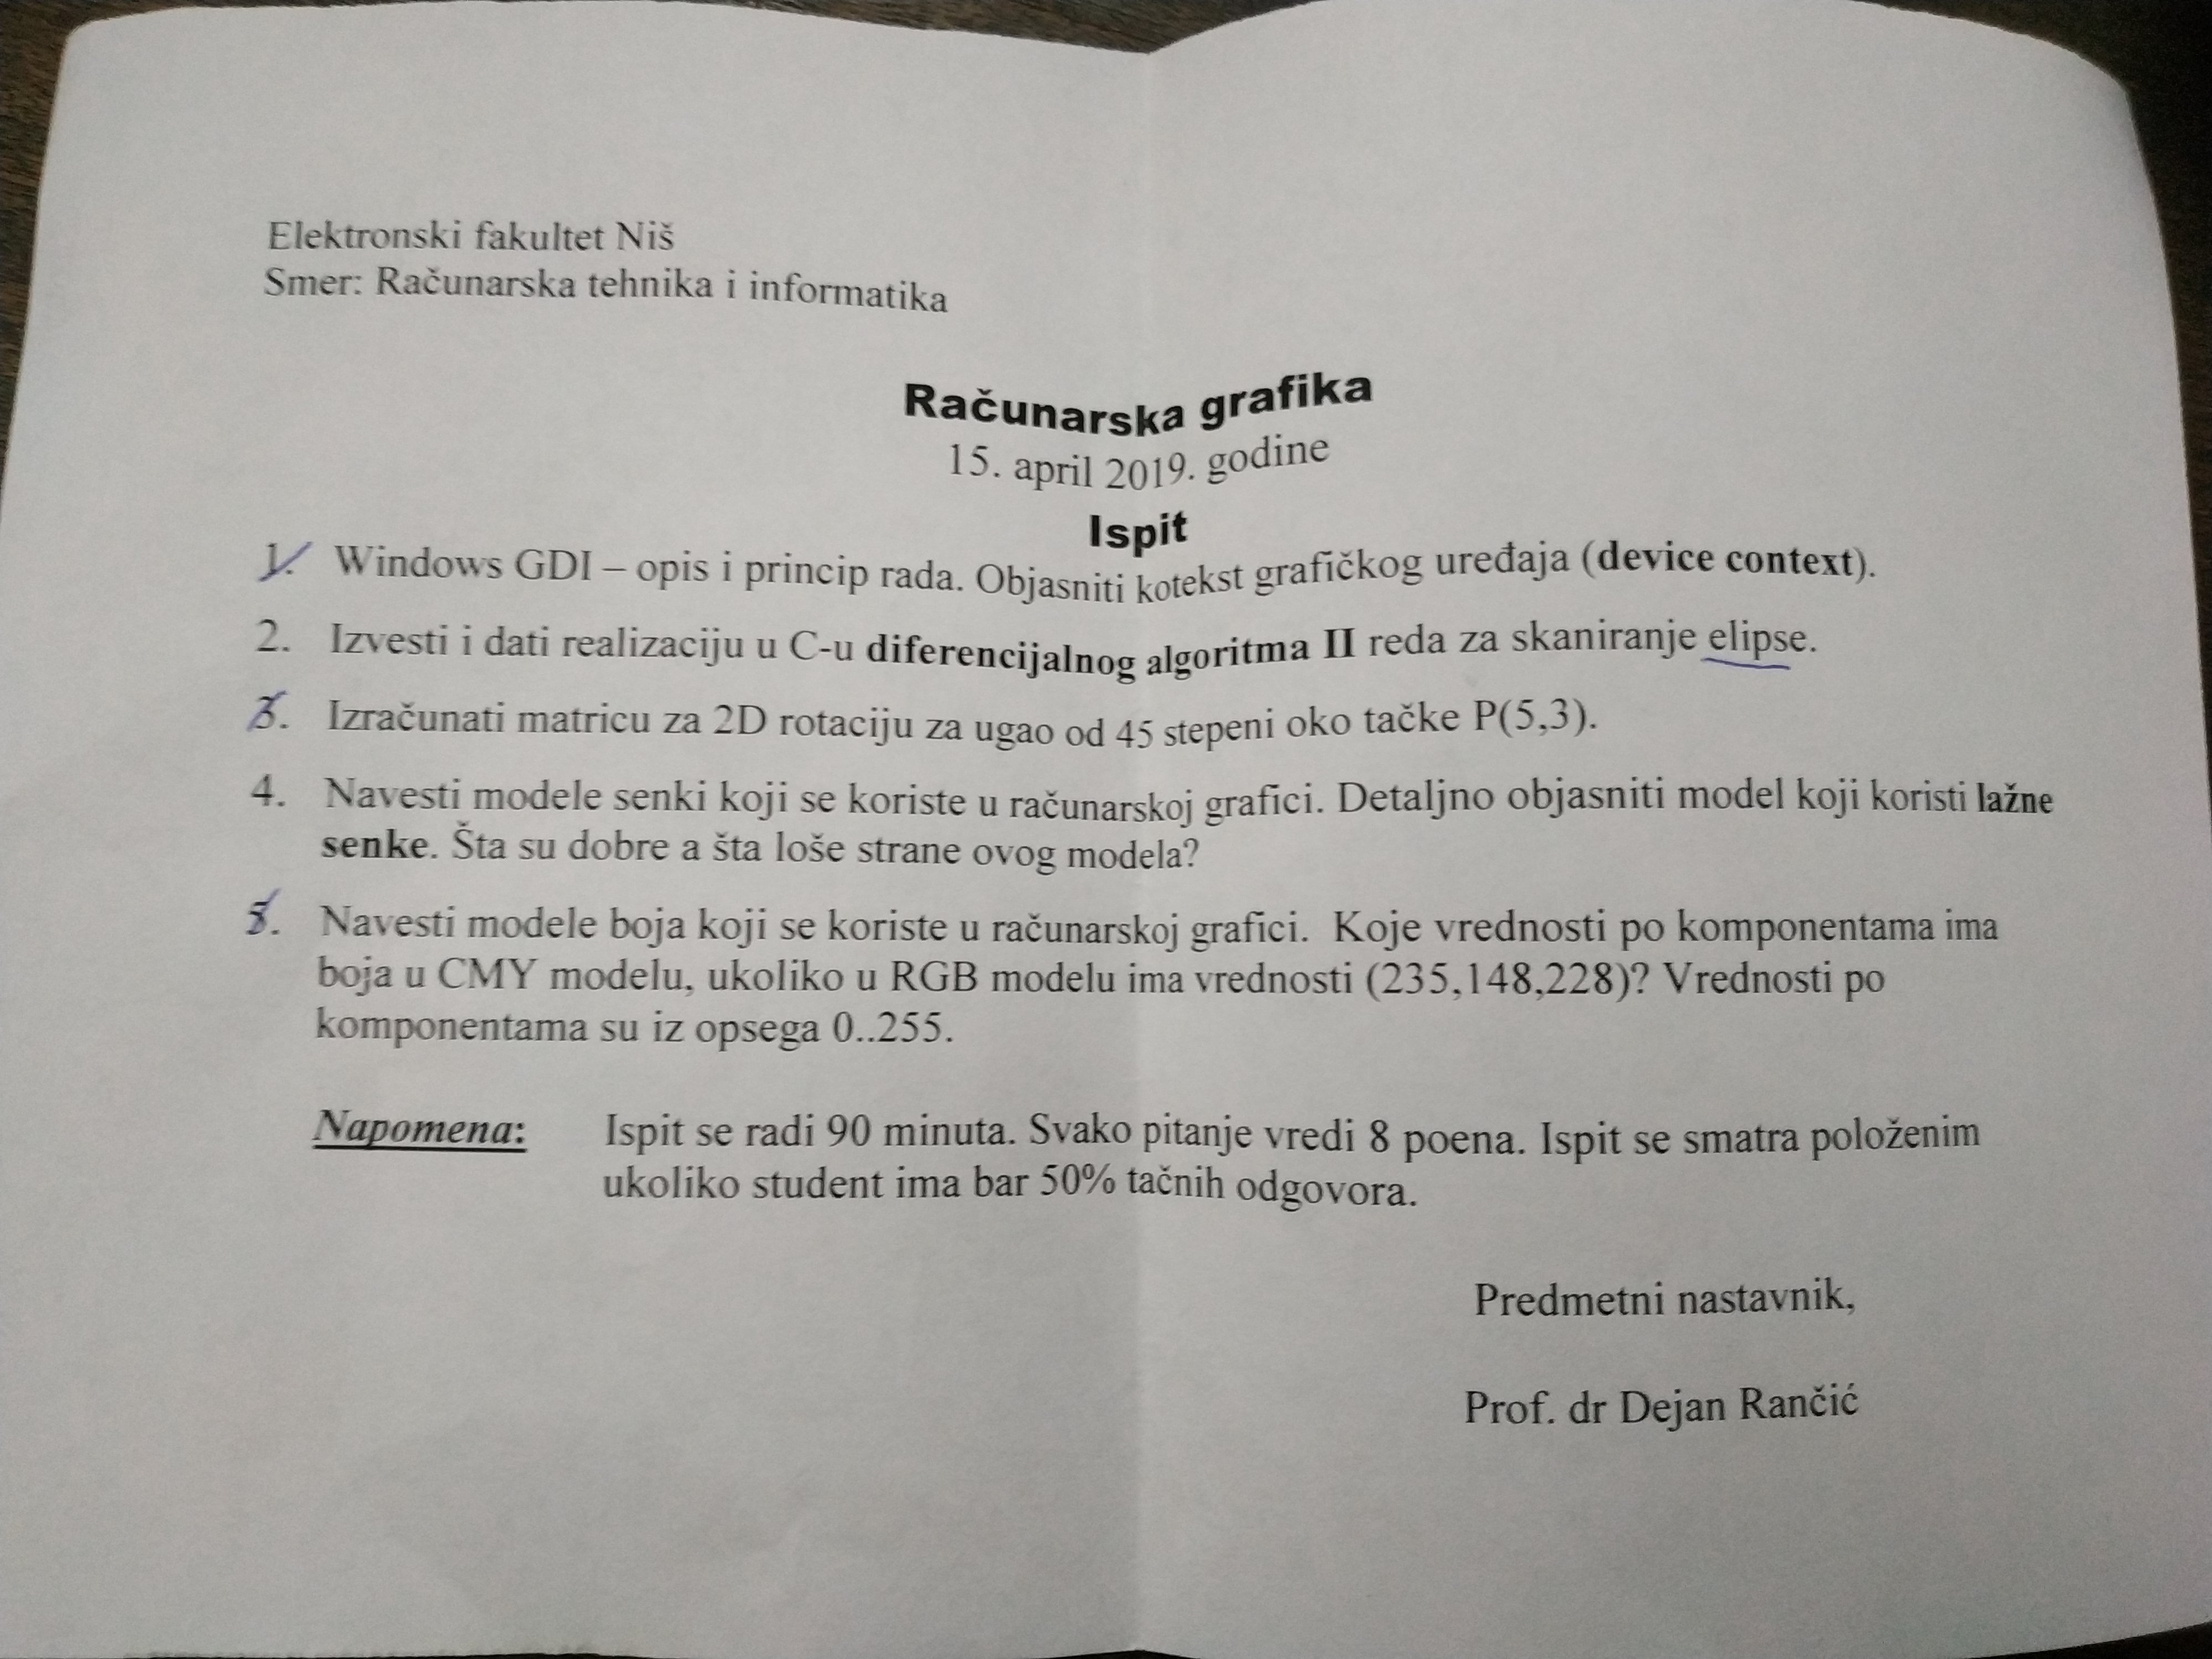 Elektronski fakultet Niš
Smer: Računarska tehnika i informatika
Računarska grafika
15. april 2019. godine
Ispit
1. Windows GDI – opis i princip rada. Objasniti kotekst grafičkog uređaja (device context).
2. Izvesti i dati realizaciju u C-u diferencijalnog algoritma II reda za skaniranje elipse.
3. Izračunati matricu za 2D rotaciju za ugao od 45 stepeni oko tačke P(5,3).
4. Navesti modele senki koji se koriste u računarskoj grafici. Detaljno objasniti model koji koristi lažne
senke. Šta su dobre a šta loše strane ovog modela?
5. Navesti modele boja koji se koriste u računarskoj grafici. Koje vrednosti po komponentama ima
boja u CMY modelu, ukoliko u RGB modelu ima vrednosti (235,148,228)? Vrednosti po
komponentama su iz opsega 0..255.
Napomena: Ispit se radi 90 minuta. Svako pitanje vredi 8 poena. Ispit se smatra položenim
ukoliko student ima bar 50% tačnih odgovora.
Predmetni nastavnik,
Prof. dr Dejan Rančić